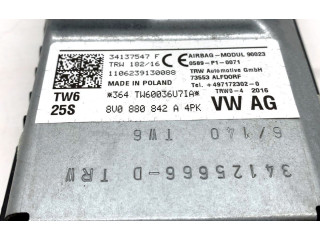 34137547 F
TRW 182/16
1106239130088
MADE IN POLAND
AIRBAG-MODUL 90023
0589-P1-0071
TRW Automotive GmbH
73553 ALFDORF
Tel. +497172302-0
TRW9-4 2016
TW6
25S
*364 TW60036U7IA*
8V0 880 842 A 4PK
VW AG
6/140 TW6
34125666-D TRW